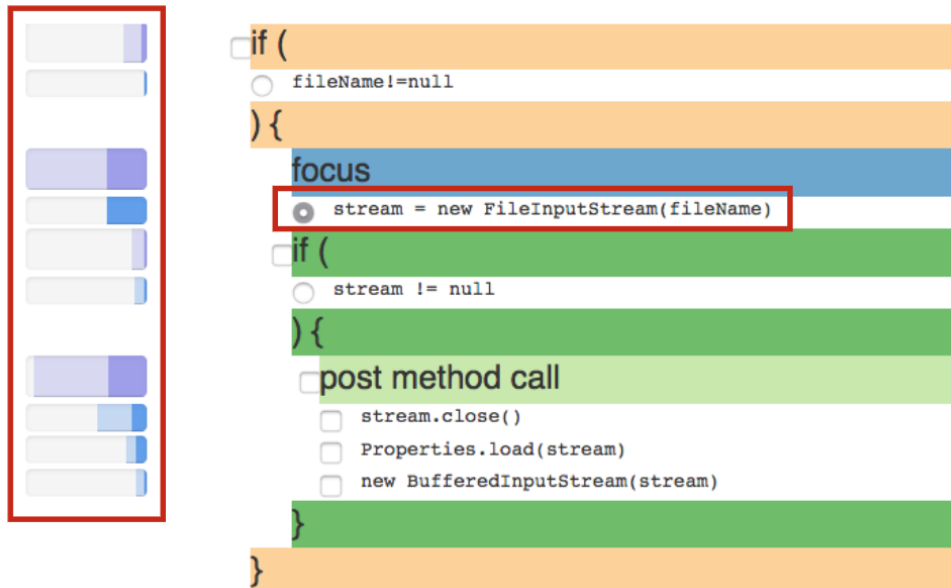 if (
fileName!=null
) {
focus
stream = new FileInputStream(fileName)
if (
stream != null
) {
post method call
stream.close()
Properties.load(stream)
new BufferedInputStream(stream)
}
}